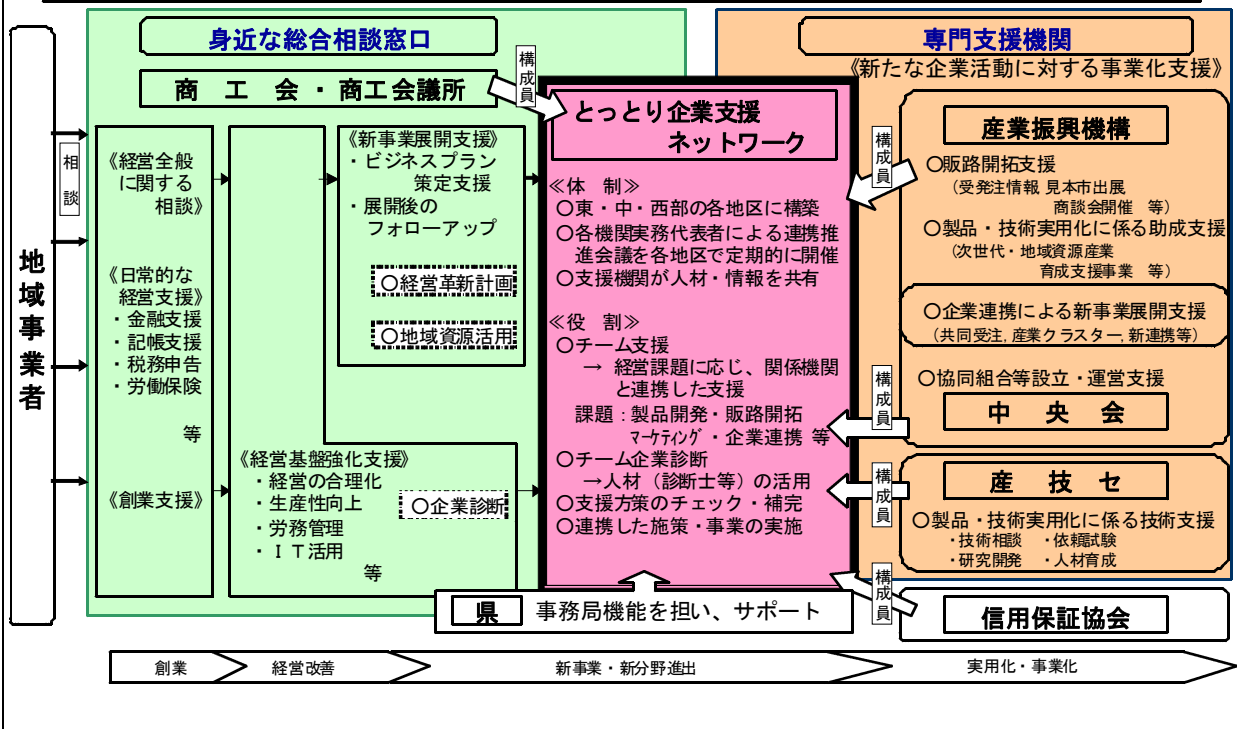 地域事業者
相談
身近な総合相談窓口
商工会・商工会議所
構成員
《経営全般
に関する
相談》
《日常的な
経営支援》
・金融支援
・記帳支援
・税務申告
・労働保険
等
《創業支援》
《新事業展開支援》
・ビジネスプラン
策定支援
・展開後の
フォローアップ
○経営革新計画
○地域資源活用
《経営基盤強化支援》
・経営の合理化
・生産性向上
・労務管理
・ＩＴ活用
等
○企業診断
とっとり企業支援
ネットワーク
≪体 制≫
○東・中・西部の各地区に構築
○各機関実務代表者による連携推
進会議を各地区で定期的に開催
○支援機関が人材・情報を共有
≪役 割≫
○チーム支援
→ 経営課題に応じ、関係機関
と連携した支援
課題：製品開発・販路開拓
マーケティング・企業連携 等
○チーム企業診断
→人材（診断士等）の活用
○支援方策のチェック・補完
○連携した施策・事業の実施
県 事務局機能を担い、サポート
専門支援機関
《新たな企業活動に対する事業化支援》
構成員
産業振興機構
○販路開拓支援
（受発注情報 見本市出展
商談会開催 等）
○製品・技術実用化に係る助成支援
（次世代・地域資源産業
育成支援事業 等）
○企業連携による新事業展開支援
（共同受注,産業クラスター,新連携等）
構成員
○協同組合等設立・運営支援
中央会
構成員
産技セ
○製品・技術実用化に係る技術支援
・技術相談 ・依頼試験
・研究開発 ・人材育成
構成員
信用保証協会
創業
経営改善
新事業・新分野進出
実用化・事業化